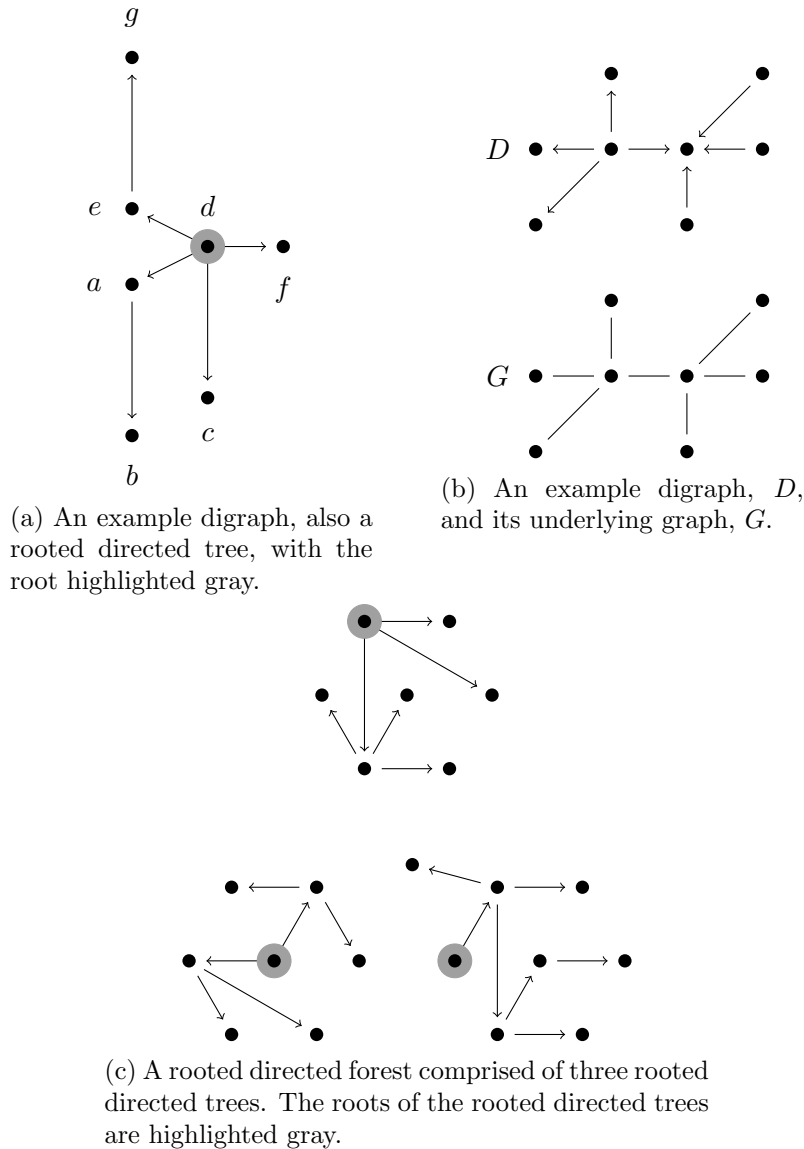 g
e
d
a
f
c
b
(a) An example digraph, also a
rooted directed tree, with the
root highlighted gray.
D
G
(b) An example digraph, D,
and its underlying graph, G.
(c) A rooted directed forest comprised of three rooted
directed trees. The roots of the rooted directed trees
are highlighted gray.